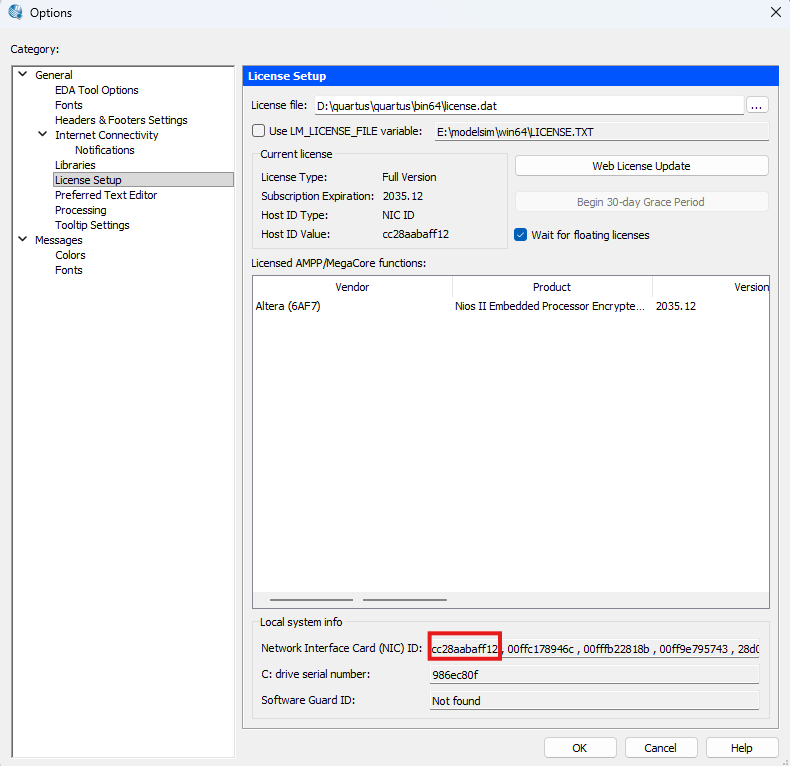 Options
Category:
General
EDA Tool Options
Fonts
Headers & Footers Settings
Internet Connectivity
Notifications
Libraries
License Setup
Preferred Text Editor
Processing
Tooltip Settings
Messages
Colors
Fonts
License Setup
License file: D:\quartus\quartus\bin64\license.dat ...
Use LM_LICENSE_FILE variable: E:\modelsim\win64\LICENSE.TXT
Current license
License Type: Full Version
Subscription Expiration: 2035.12
Host ID Type: NIC ID
Host ID Value: cc28aabaff12
Web License Update
Begin 30-day Grace Period
Wait for floating licenses
Licensed AMPP/MegaCore functions:
Vendor Product Version
Altera (6AF7) Nios II Embedded Processor Encrypte... 2035.12
Local system info
Network Interface Card (NIC) ID: cc28aabaff12 , 00ffc178946c , 00fffb22818b , 00ff9e795743 , 28d0
C: drive serial number: 986ec80f
Software Guard ID: Not found
OK Cancel Help